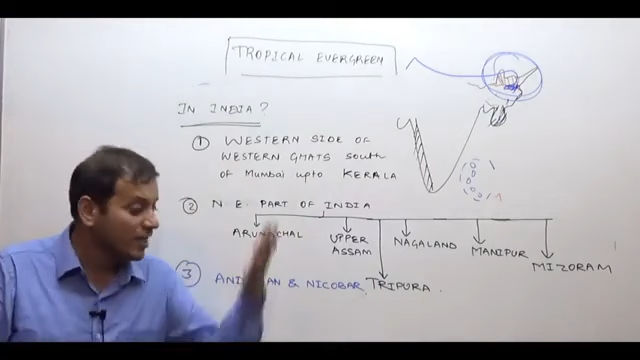 TROPICAL EVERGREEN
IN INDIA?
1 WESTERN SIDE OF
WESTERN GHATS South
of Mumbai upto KERALA
2 N.E. PART OF INDIA
ARUNACHAL
UPPER
ASSAM
NAGALAND
MANIPUR
MIZORAM
3 & NICOBAR, TRIPURA.